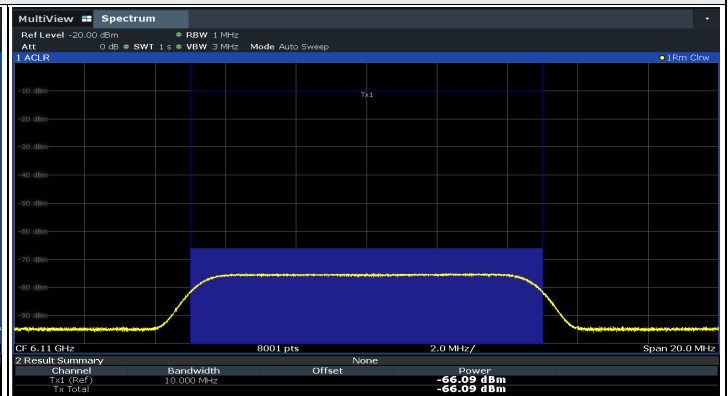 MultiView Spectrum
Ref Level -20.00 dBm RBW 1 MHz
Att 0 dB SWT 1 s VBW 3 MHz Mode Auto Sweep
1 ACLR 1Rm Clrw
Tx1
-10 dBm
-20 dBm
-30 dBm
-40 dBm
-50 dBm
-60 dBm
-70 dBm
-80 dBm
-90 dBm
CF 6.11 GHz 8001 pts 2.0 MHz/ Span 20.0 MHz
2 Result Summary None
Channel Bandwidth Offset Power
Tx1 (Ref) 10.000 MHz -66.09 dBm
Tx Total -66.09 dBm